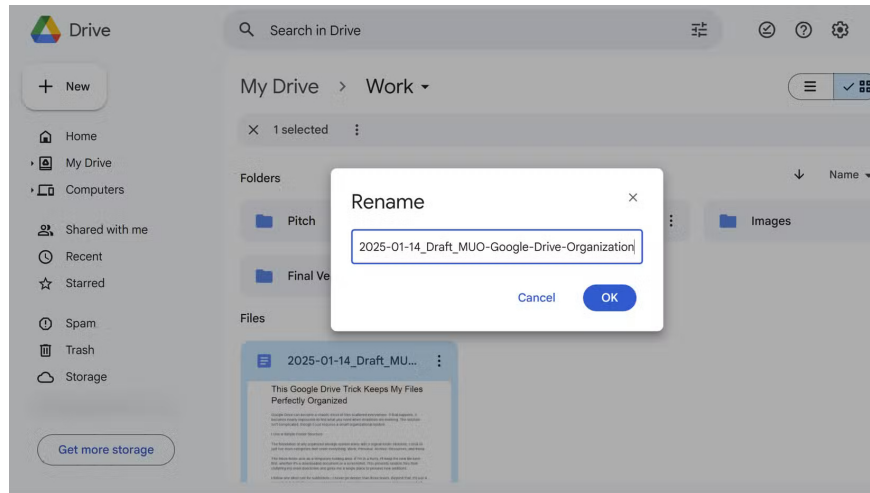 Drive
Search in Drive
New
My Drive > Work
1 selected
Home
My Drive
Computers
Shared with me
Recent
Starred
Spam
Trash
Storage
Get more storage
Folders
Name
Pitch
Images
Final Ve
Rename
2025-01-14_Draft_MUO-Google-Drive-Organization
Cancel
OK
Files
2025-01-14_Draft_MU...
This Google Drive Trick Keeps My Files
Perfectly Organized